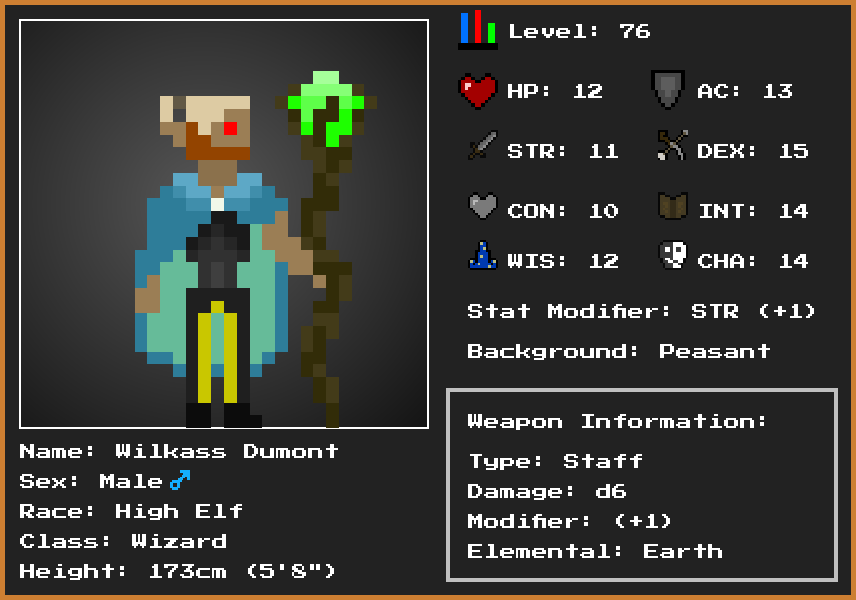 Level: 76
HP: 12 AC: 13
STR: 11 DEX: 15
CON: 10 INT: 14
WIS: 12 CHA: 14
Stat Modifier: STR (+1)
Background: Peasant
Weapon Information:
Type: Staff
Damage: d6
Modifier: (+1)
Elemental: Earth
Name: Wilkass Dumont
Sex: Male♂
Race: High Elf
Class: Wizard
Height: 173cm (5'8")